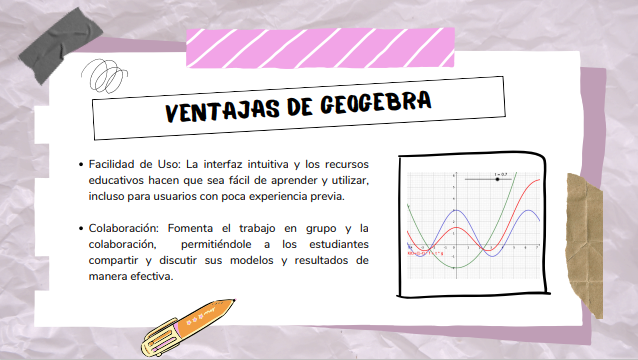 VENTAJAS DE GEOGEBRA
• Facilidad de Uso: La interfaz intuitiva y los recursos
educativos hacen que sea fácil de aprender y utilizar,
incluso para usuarios con poca experiencia previa.
• Colaboración: Fomenta el trabajo en grupo y la
colaboración, permitiéndole a los estudiantes
compartir y discutir sus modelos y resultados de
manera efectiva.